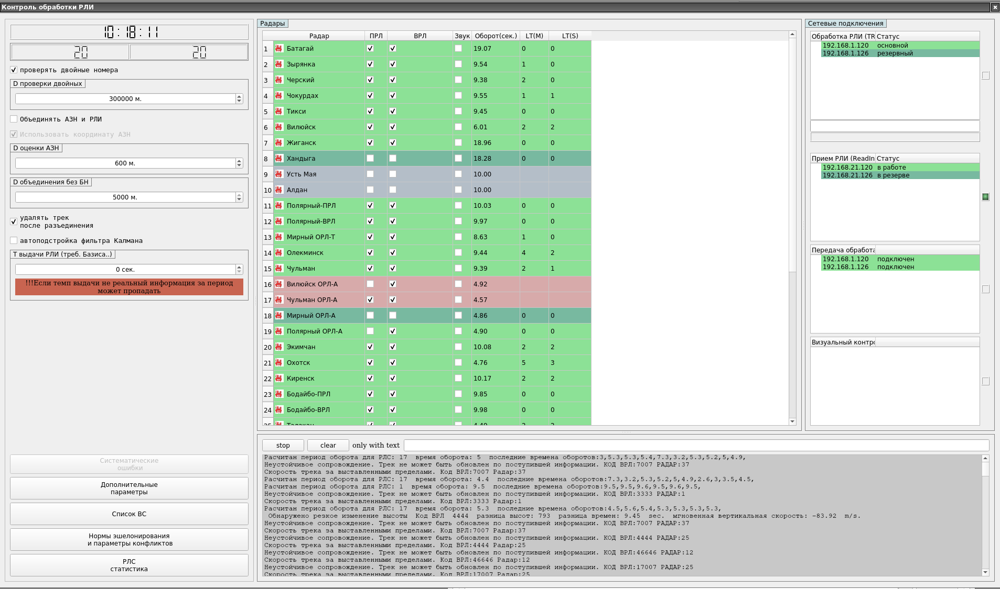 Контроль обработки РЛИ
10:18:11
20 20
проверять двойные номера
D проверки двойных
300000 м.
Объединять АЗН и РЛИ
Использовать координату АЗН
D оценки АЗН
600 м.
D объединения без БН
5000 м.
удалять трек
после разъединения
автоподстройка фильтра Калмана
Т выдачи РЛИ (треб. Базиса..)
0 сек.
!!!Если темп выдачи не реальный информация за период
может пропадать
Систематические
ошибки
Дополнительные
параметры
Список ВС
Нормы эшелонирования
и параметры конфликтов
РЛС
статистика
Радары
Радар ПРЛ ВРЛ Звук Оборот(сек.) LT(M) LT(S)
1 Батагай 19.07 0 0
2 Зырянка 9.54 1 0
3 Черский 9.38 2 0
4 Чокурдах 9.55 1 1
5 Тикси 9.45 0 0
6 Вилюйск 6.01 2 2
7 Жиганск 18.96 0 0
8 Хандыга 18.28 0 0
9 Усть Мая 10.00
10 Алдан 10.00
11 Полярный-ПРЛ 10.03 0 0
12 Полярный-ВРЛ 9.97 0 0
13 Мирный ОРЛ-Т 8.63 1 0
14 Олекминск 9.44 4 2
15 Чульман 9.39 2 1
16 Вилюйск ОРЛ-А 4.92
17 Чульман ОРЛ-А 4.57
18 Мирный ОРЛ-А 4.86 0 0
19 Полярный ОРЛ-А 4.90 0 0
20 Экимчан 10.08 2 2
21 Охотск 4.76 5 3
22 Киренск 10.17 2 2
23 Бодайбо-ПРЛ 9.85 0 0
24 Бодайбо-ВРЛ 9.98 0 0
Сетевые подключения
Обработка РЛИ (TR Статус
192.168.1.120 основной
192.168.1.126 резервный
Прием РЛИ (ReadIn Статус
192.168.21.120 в работе
192.168.21.126 в резерве
Передача обработа
192.168.1.120 подключен
192.168.1.126 подключен
Визуальный контро
stop clear only with text
Расчитан период оборота для РЛС: 17 время оборота: 5 последние времена оборотов:3,5.3,5.3,5.4,7.3,3.2,5.3,5.2,5,4.9,
Неустойчивое сопровождение. Трек не может быть обновлен по поступившей информации. КОД ВРЛ:7007 РАДАР:37
Скорость трека за выставленными пределами. Код ВРЛ:7007 Радар:37
Расчитан период оборота для РЛС: 17 время оборота: 4.4 последние времена оборотов:7.3,3.2,5.3,5.2,5,4.9,2.6,3,3.5,4.5,
Расчитан период оборота для РЛС: 1 время оборота: 9.5 последние времена оборотов:9.5,9.5,9.6,9.5,9.6,9.5,
Неустойчивое сопровождение. Трек не может быть обновлен по поступившей информации. КОД ВРЛ:3333 РАДАР:1
Скорость трека за выставленными пределами. Код ВРЛ:3333 Радар:1
Расчитан период оборота для РЛС: 17 время оборота: 5.3 последние времена оборотов:4.5,5.6,5.4,5.3,5.3,5.3,5.3,
Обнаружено резкое изменение высоты Код ВРЛ 4444 разница высот: 793 разница времен: 9.45 sec. мгновенная вертикальная скорость: -83.92 m/s.
Неустойчивое сопровождение. Трек не может быть обновлен по поступившей информации. КОД ВРЛ:7007 РАДАР:37
Скорость трека за выставленными пределами. Код ВРЛ:7007 Радар:37
Неустойчивое сопровождение. Трек не может быть обновлен по поступившей информации. КОД ВРЛ:4444 РАДАР:25
Скорость трека за выставленными пределами. Код ВРЛ:4444 Радар:25
Неустойчивое сопровождение. Трек не может быть обновлен по поступившей информации. КОД ВРЛ:46646 РАДАР:12
Скорость трека за выставленными пределами. Код ВРЛ:46646 Радар:12
Неустойчивое сопровождение. Трек не может быть обновлен по поступившей информации. КОД ВРЛ:17007 РАДАР:25
Скорость трека за выставленными пределами. Код ВРЛ:17007 Радар:25